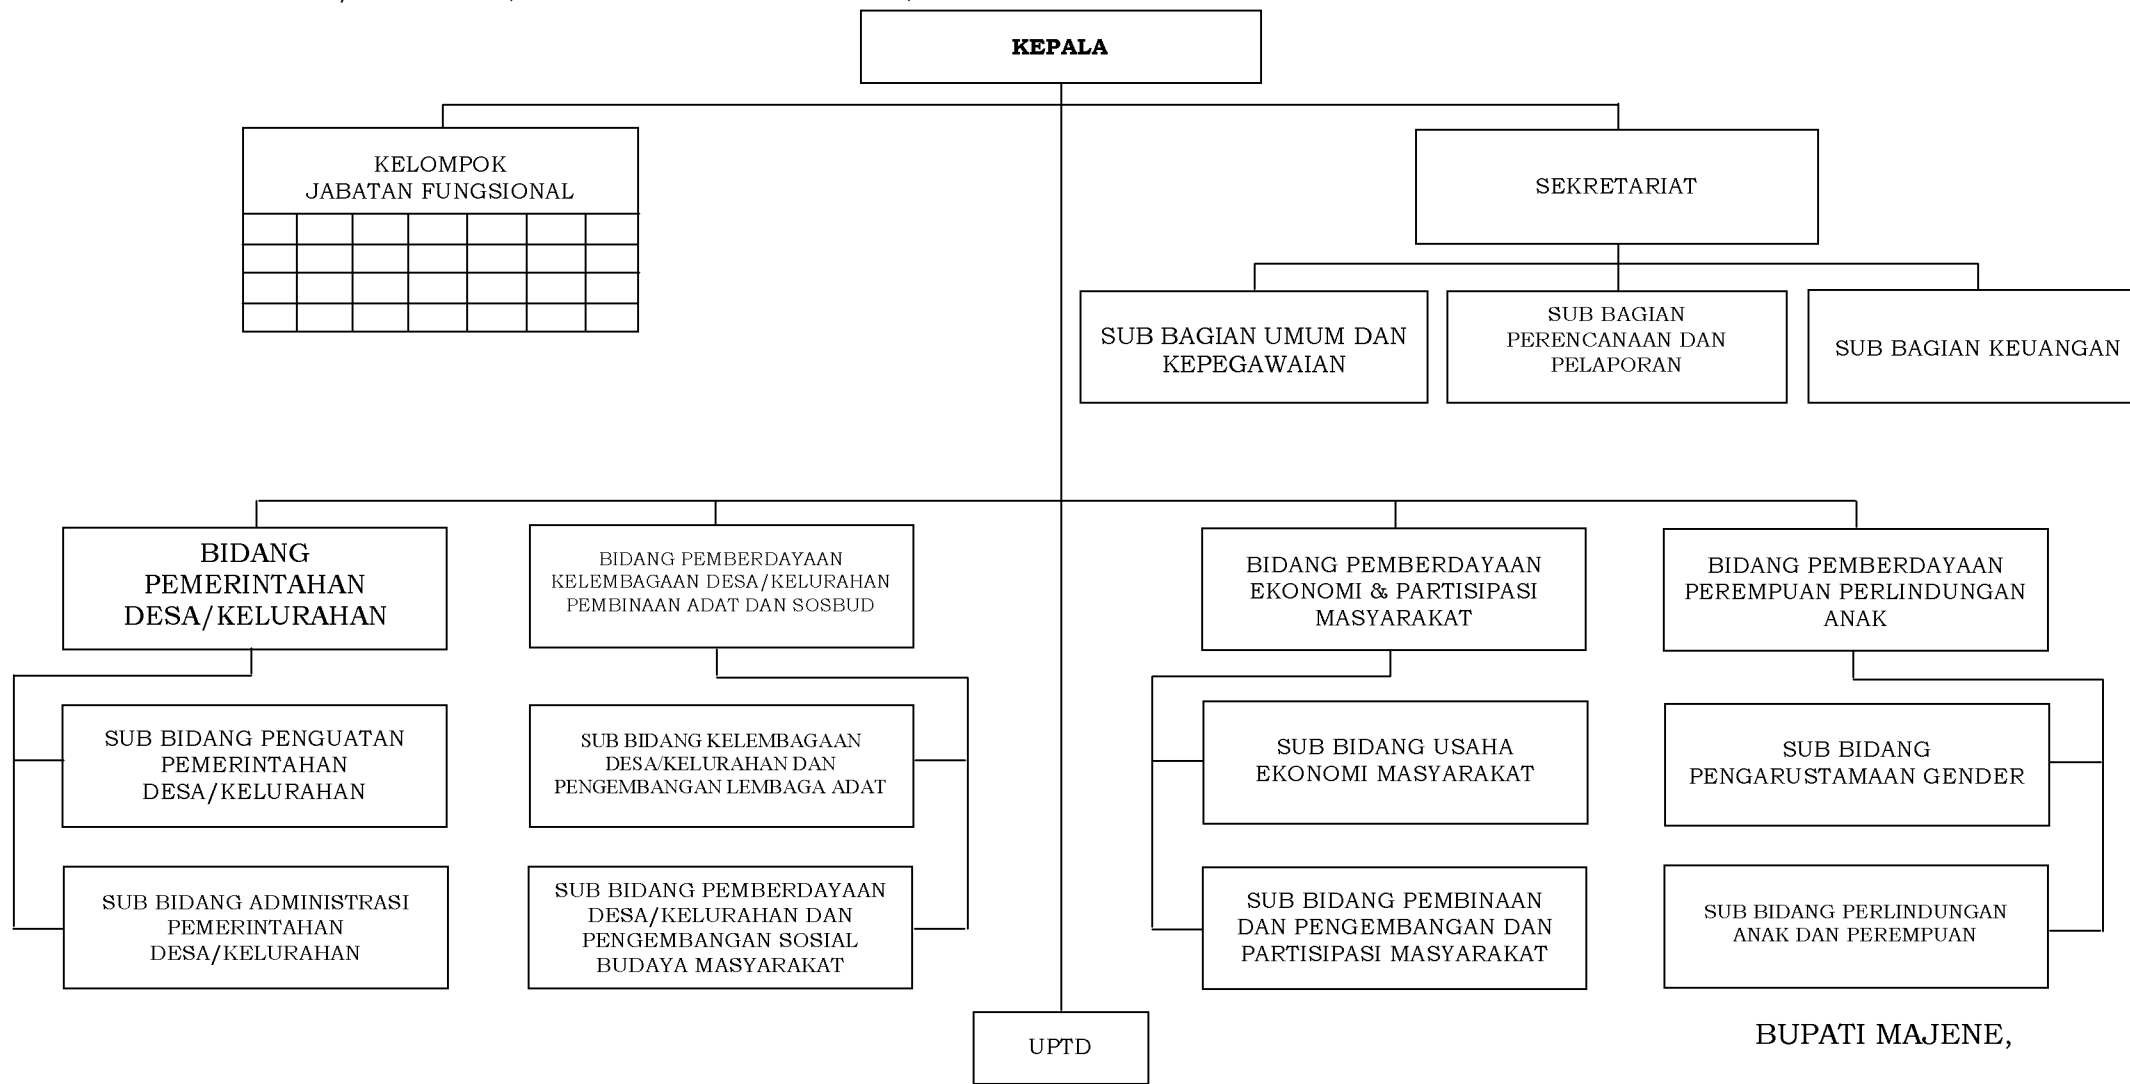 KEPALA
KELOMPOK
JABATAN FUNGSIONAL
SEKRETARIAT
SUB BAGIAN UMUM DAN
KEPEGAWAIAN
SUB BAGIAN
PERENCANAAN DAN
PELAPORAN
SUB BAGIAN KEUANGAN
BIDANG
PEMERINTAHAN
DESA/KELURAHAN
BIDANG PEMBERDAYAAN
KELEMBAGAAN DESA/KELURAHAN
PEMBINAAN ADAT DAN SOSBUD
BIDANG PEMBERDAYAAN
EKONOMI & PARTISIPASI
MASYARAKAT
BIDANG PEMBERDAYAAN
PEREMPUAN PERLINDUNGAN
ANAK
SUB BIDANG PENGUATAN
PEMERINTAHAN
DESA/KELURAHAN
SUB BIDANG KELEMBAGAAN
DESA/KELURAHAN DAN
PENGEMBANGAN LEMBAGA ADAT
SUB BIDANG USAHA
EKONOMI MASYARAKAT
SUB BIDANG
PENGARUSTAMAAN GENDER
SUB BIDANG ADMINISTRASI
PEMERINTAHAN
DESA/KELURAHAN
SUB BIDANG PEMBERDAYAAN
DESA/KELURAHAN DAN
PENGEMBANGAN SOSIAL
BUDAYA MASYARAKAT
SUB BIDANG PEMBINAAN
DAN PENGEMBANGAN DAN
PARTISIPASI MASYARAKAT
SUB BIDANG PERLINDUNGAN
ANAK DAN PEREMPUAN
UPTD
BUPATI MAJENE,